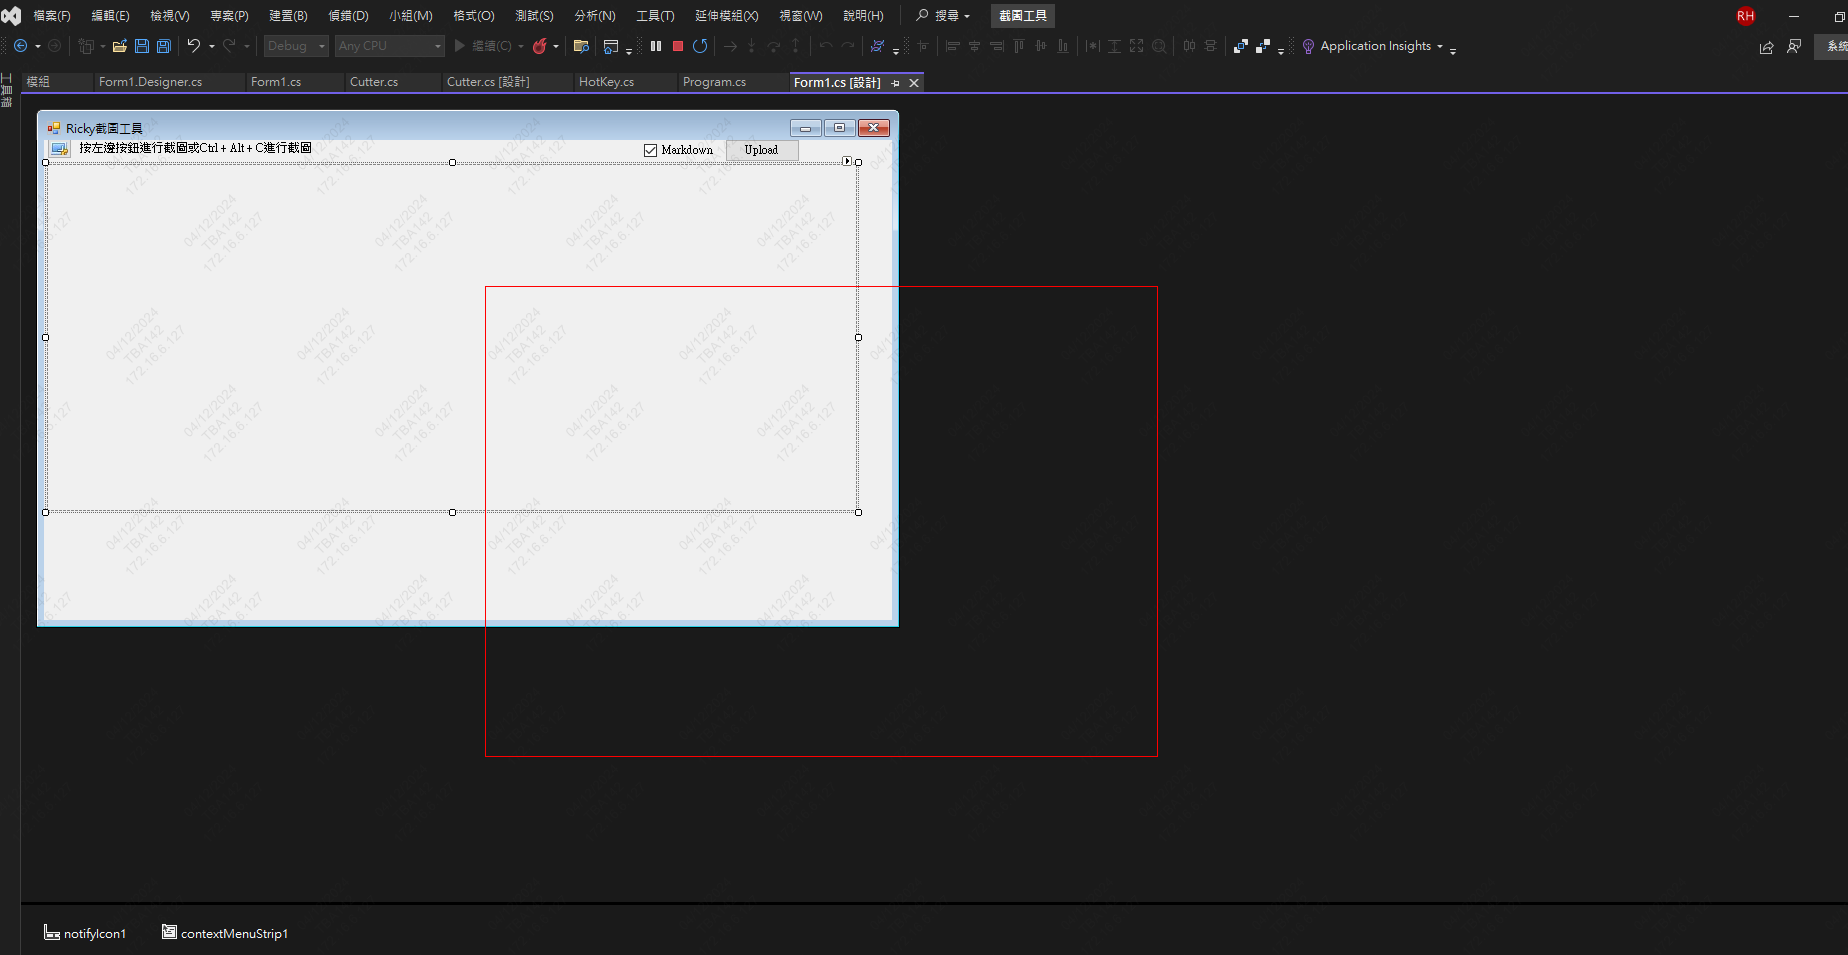 檔案(F) 編輯(E) 檢視(V) 專案(P) 建置(B) 偵錯(D) 小組(M) 格式(O) 測試(S) 分析(N) 工具(T) 延伸模組(X) 視窗(W) 說明(H) 搜尋 截圖工具 RH
Debug Any CPU 繼續(C) Application Insights 系統
模組 Form1.Designer.cs Form1.cs Cutter.cs Cutter.cs [設計] HotKey.cs Program.cs Form1.cs [設計]
工具箱
Ricky截圖工具
按左邊按鈕進行截圖或Ctrl + Alt + C進行截圖 Markdown Upload
04/12/2024
TBA142
172.16.6.127
notifyIcon1 contextMenuStrip1